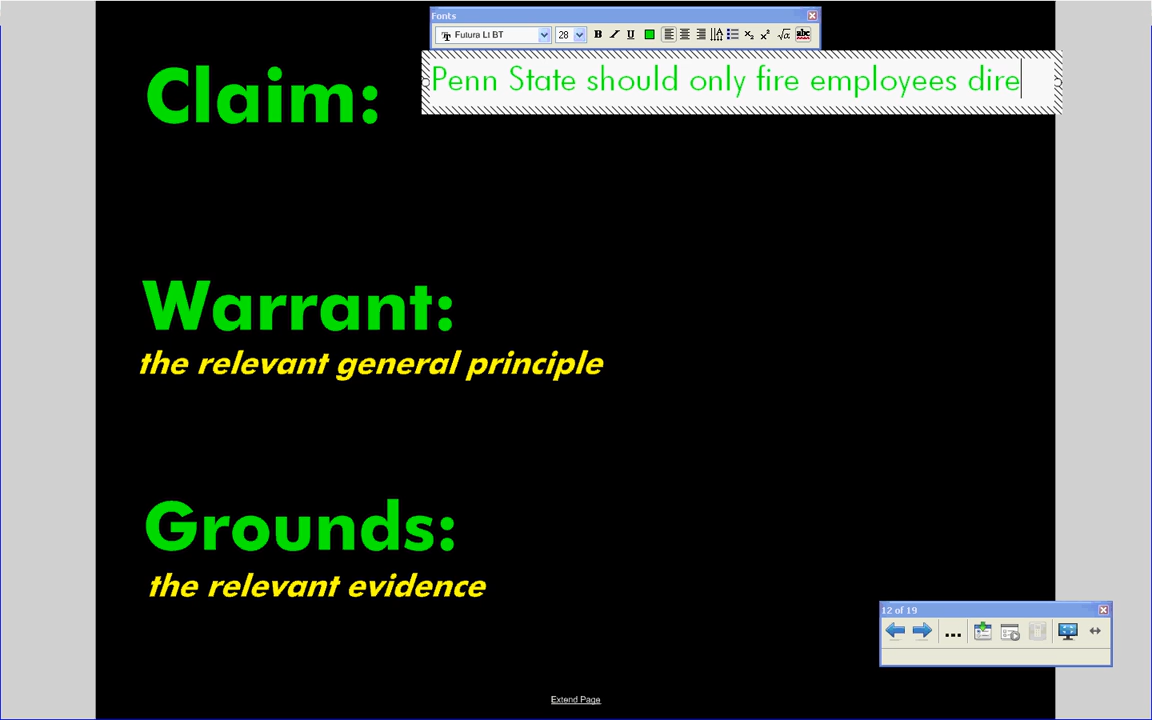 Fonts
Futura Lt BT
28
B I U
abc
Penn State should only fire employees dire
Claim:
Warrant:
the relevant general principle
Grounds:
the relevant evidence
12 of 19
Extend Page